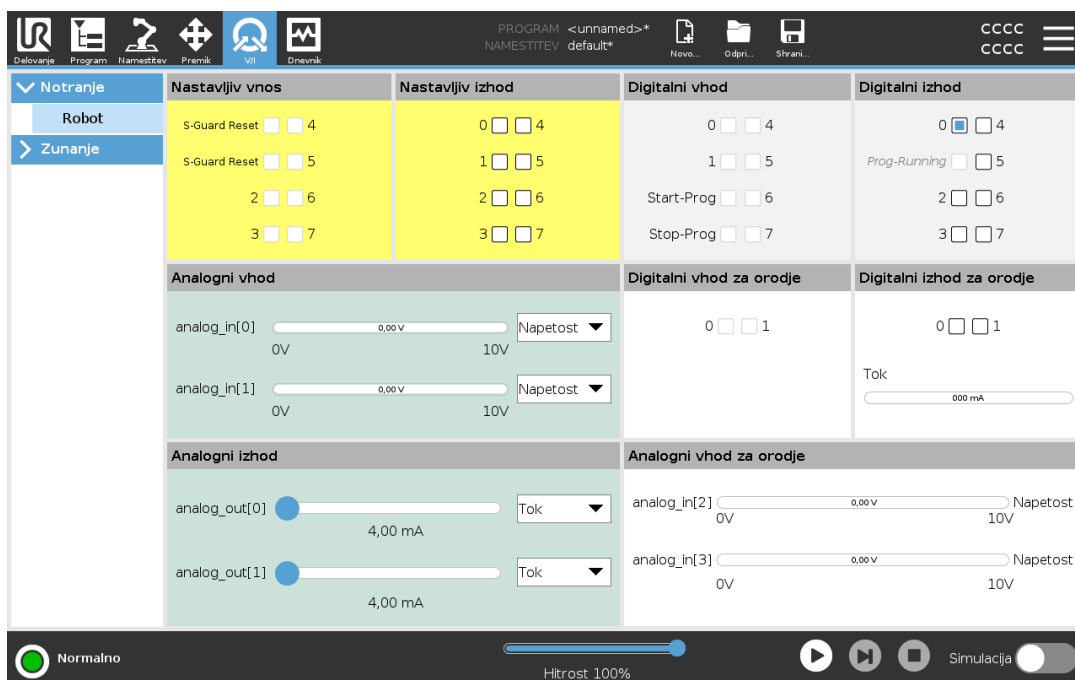 PROGRAM <unnamed>*
NAMESTITEV default*
CCCC
CCCC
Delovanje Program Namestitev Premik V/I Dnevnik Novo... Odpri... Shrani...
Notranje
Robot
Zunanje
Nastavljiv vnos
S-Guard Reset 4
S-Guard Reset 5
2 6
3 7
Nastavljiv izhod
0 4
1 5
2 6
3 7
Digitalni vhod
0 4
1 5
Start-Prog 6
Stop-Prog 7
Digitalni izhod
0 4
Prog-Running 5
2 6
3 7
Analogni vhod
analog_in[0] 0,00 V Napetost
0V 10V
analog_in[1] 0,00 V Napetost
0V 10V
Digitalni vhod za orodje
0 1
Digitalni izhod za orodje
0 1
Tok
000 mA
Analogni izhod
analog_out[0] Tok
4,00 mA
analog_out[1] Tok
4,00 mA
Analogni vhod za orodje
analog_in[2] 0,00 V Napetost
0V 10V
analog_in[3] 0,00 V Napetost
0V 10V
Normalno
Hitrost 100%
Simulacija